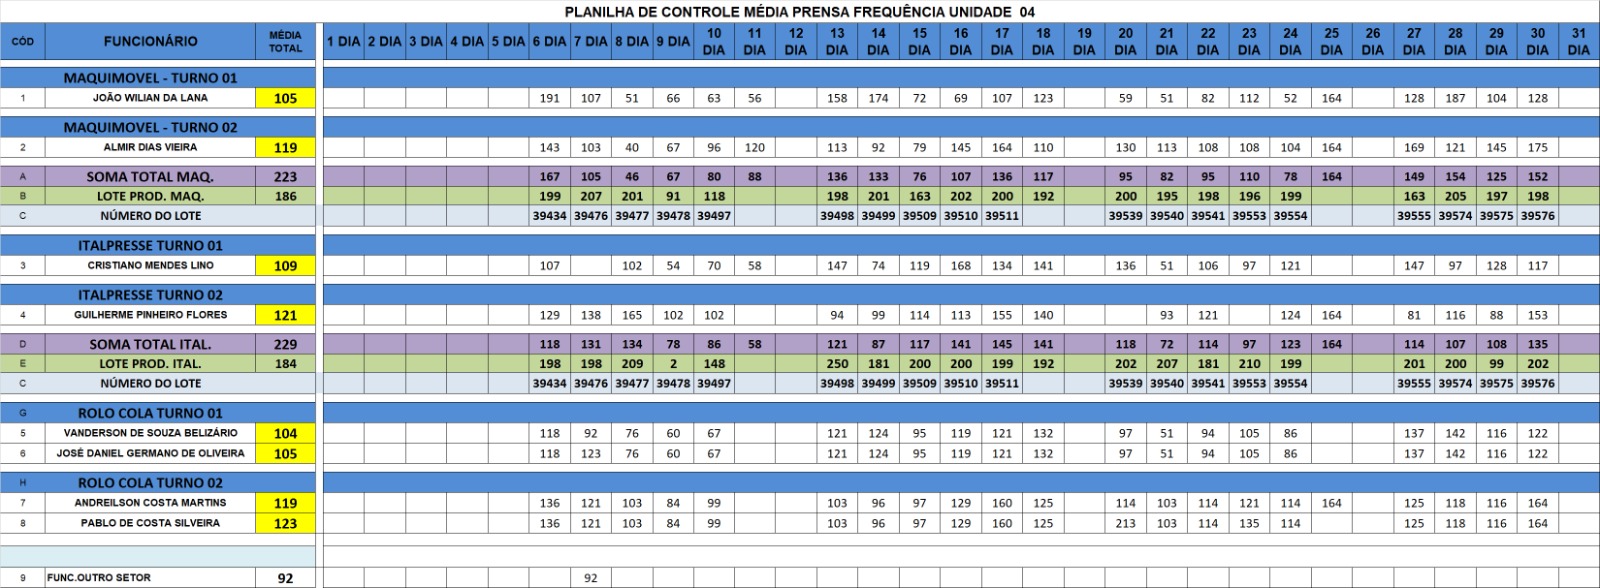 PLANILHA DE CONTROLE MÉDIA PRENSA FREQUÊNCIA UNIDADE 04
CÓD FUNCIONÁRIO MÉDIA TOTAL 1 DIA 2 DIA 3 DIA 4 DIA 5 DIA 6 DIA 7 DIA 8 DIA 9 DIA 10 DIA 11 DIA 12 DIA 13 DIA 14 DIA 15 DIA 16 DIA 17 DIA 18 DIA 19 DIA 20 DIA 21 DIA 22 DIA 23 DIA 24 DIA 25 DIA 26 DIA 27 DIA 28 DIA 29 DIA 30 DIA 31 DIA
MAQUIMOVEL - TURNO 01
1 JOÃO WILIAN DA LANA 105 191 107 51 66 63 56 158 174 72 69 107 123 59 51 82 112 52 164 128 187 104 128
MAQUIMOVEL - TURNO 02
2 ALMIR DIAS VIEIRA 119 143 103 40 67 96 120 113 92 79 145 164 110 130 113 108 108 104 164 169 121 145 175
A SOMA TOTAL MAQ. 223 167 105 46 67 80 88 136 133 76 107 136 117 95 82 95 110 78 164 149 154 125 152
B LOTE PROD. MAQ. 186 199 207 201 91 118 198 201 163 202 200 192 200 195 198 196 199 163 205 197 198
C NÚMERO DO LOTE 39434 39476 39477 39478 39497 39498 39499 39509 39510 39511 39539 39540 39541 39553 39554 39555 39574 39575 39576
ITALPRESSE TURNO 01
3 CRISTIANO MENDES LINO 109 107 102 54 70 58 147 74 119 168 134 141 136 51 106 97 121 147 97 128 117
ITALPRESSE TURNO 02
4 GUILHERME PINHEIRO FLORES 121 129 138 165 102 102 94 99 114 113 155 140 93 121 124 164 81 116 88 153
D SOMA TOTAL ITAL. 229 118 131 134 78 86 58 121 87 117 141 145 141 118 72 114 97 123 164 114 107 108 135
E LOTE PROD. ITAL. 184 198 198 209 2 148 250 181 200 200 199 192 202 207 181 210 199 201 200 99 202
C NÚMERO DO LOTE 39434 39476 39477 39478 39497 39498 39499 39509 39510 39511 39539 39540 39541 39553 39554 39555 39574 39575 39576
G ROLO COLA TURNO 01
5 VANDERSON DE SOUZA BELIZÁRIO 104 118 92 76 60 67 121 124 95 119 121 132 97 51 94 105 86 137 142 116 122
6 JOSÉ DANIEL GERMANO DE OLIVEIRA 105 118 123 76 60 67 121 124 95 119 121 132 97 51 94 105 86 137 142 116 122
H ROLO COLA TURNO 02
7 ANDREILSON COSTA MARTINS 119 136 121 103 84 99 103 96 97 129 160 125 114 103 114 121 114 164 125 118 116 164
8 PABLO DE COSTA SILVEIRA 123 136 121 103 84 99 103 96 97 129 160 125 213 103 114 135 114 125 118 116 164
9 FUNC.OUTRO SETOR 92 92